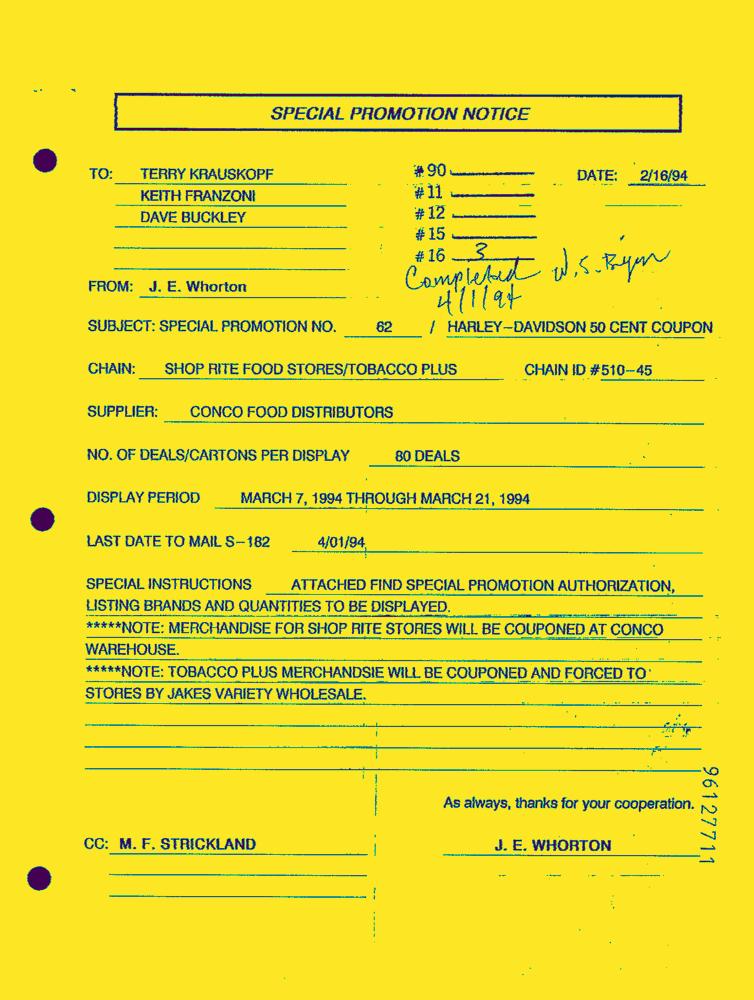 SPECIAL PROMOTION NOTICE
TO: TERRY KRAUSKOPF #90 DATE: 2/16/94
KEITH FRANZONI #11
DAVE BUCKLEY #12
#15
#16 3
Completed W.S.
4/1/94
FROM: J. E. Whorton
SUBJECT: SPECIAL PROMOTION NO. 62 / HARLEY-DAVIDSON 50 CENT COUPON
CHAIN: SHOP RITE FOOD STORES/TOBACCO PLUS CHAIN ID #510-45
SUPPLIER: CONCO FOOD DISTRIBUTORS
NO. OF DEALS/CARTONS PER DISPLAY 80 DEALS
DISPLAY PERIOD MARCH 7, 1994 THROUGH MARCH 21, 1994
LAST DATE TO MAIL S-182 4/01/94
SPECIAL INSTRUCTIONS ATTACHED FIND SPECIAL PROMOTION AUTHORIZATION,
LISTING BRANDS AND QUANTITIES TO BE DISPLAYED.
*****NOTE: MERCHANDISE FOR SHOP RITE STORES WILL BE COUPONED AT CONCO
WAREHOUSE.
*****NOTE: TOBACCO PLUS MERCHANDSIE WILL BE COUPONED AND FORCED TO
STORES BY JAKES VARIETY WHOLESALE.
As always, thanks for your cooperation.
CC: M. F. STRICKLAND J. E. WHORTON
96127711